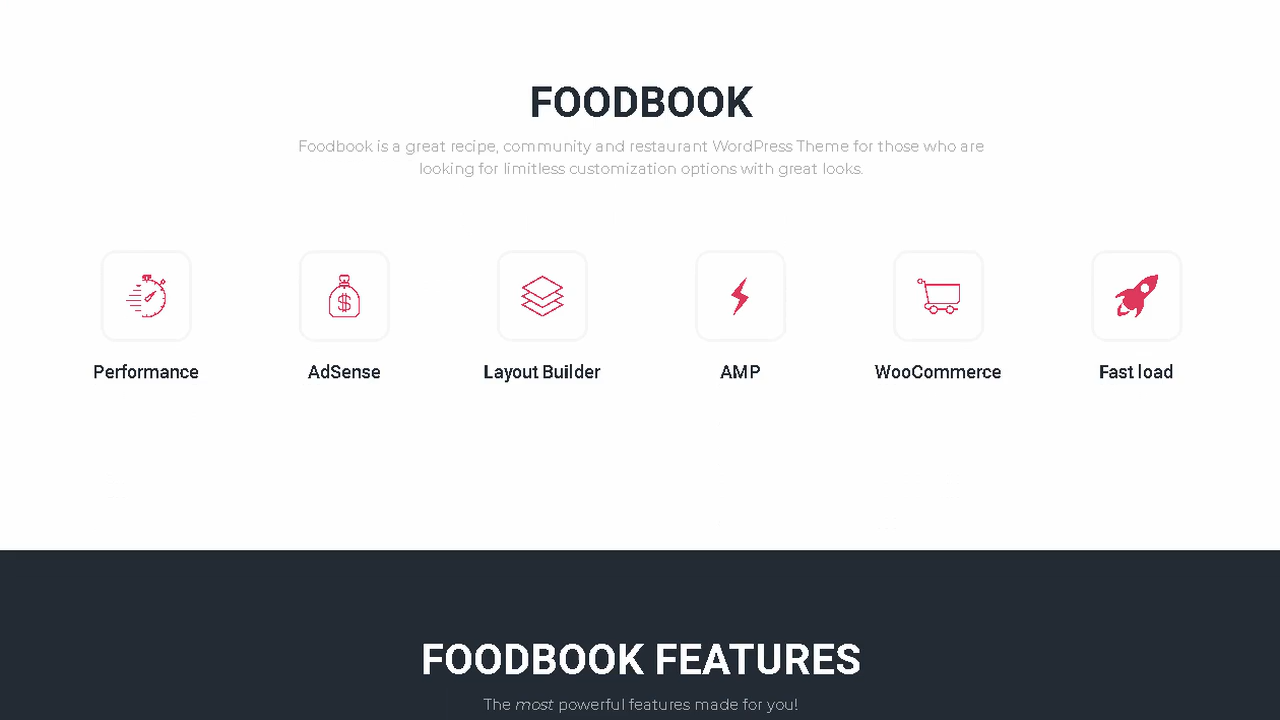 FOODBOOK
Foodbook is a great recipe, community and restaurant WordPress Theme for those who are
looking for limitless customization options with great looks.
Performance
AdSense
Layout Builder
AMP
WooCommerce
Fast load
FOODBOOK FEATURES
The most powerful features made for you!